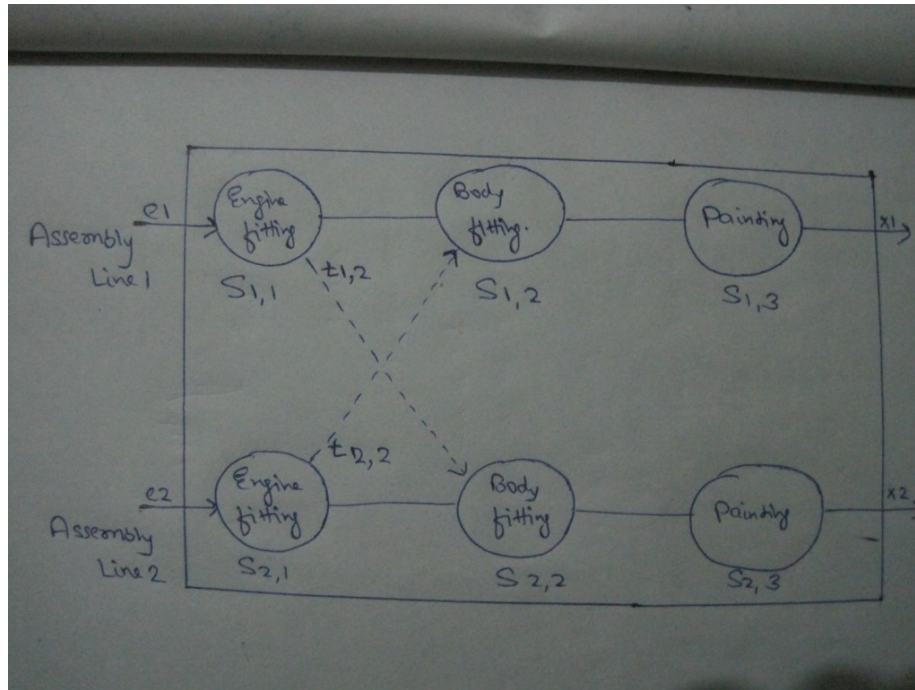 e1
Assembly
Line 1
Engine
fitting
S1,1
t1,2
Body
fitting.
S1,2
Painting
S1,3
x1
t2,2
e2
Assembly
Line 2
Engine
fitting
S2,1
Body
fitting
S2,2
Painting
S2,3
x2